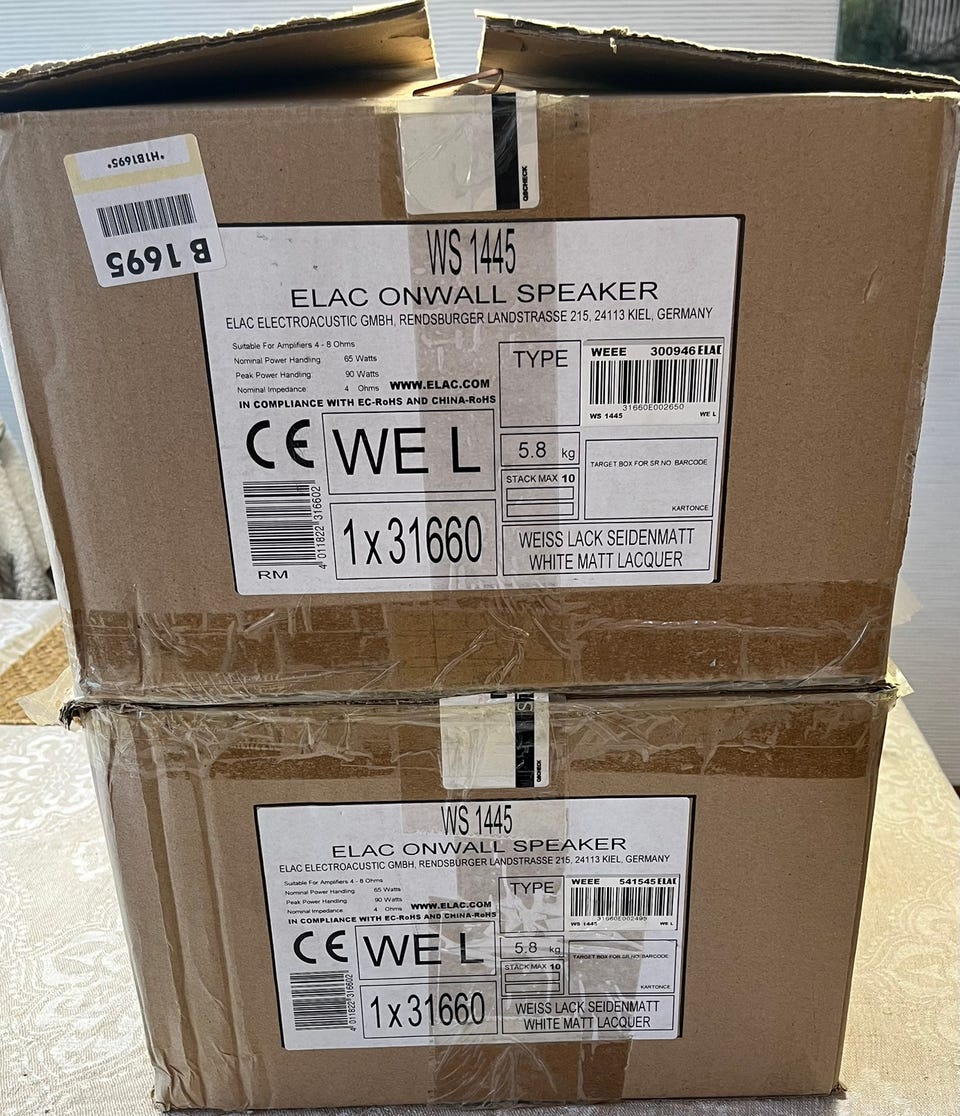 *H1B1695*
B 1695
QSCHECK
WS 1445
ELAC ONWALL SPEAKER
ELAC ELECTROACUSTIC GMBH, RENDSBURGER LANDSTRASSE 215, 24113 KIEL, GERMANY
Suitable For Amplifiers 4 - 8 Ohms
Nominal Power Handling 65 Watts
Peak Power Handling: 90 Watts
Nominal Impedance 4 Ohms WWW.ELAC.COM
IN COMPLIANCE WITH EC-RoHS AND CHINA-RoHS
TYPE
WEEE 300946 ELAC
31660E002650
WS 1445 WE L
CE
WE L
5.8 kg
STACK MAX 10
TARGET BOX FOR SR.NO. BARCODE
KARTONCE
4 011822 316602
RM
1 x 31660
WEISS LACK SEIDENMATT
WHITE MATT LACQUER
QSCHECK
WS 1445
ELAC ONWALL SPEAKER
ELAC ELECTROACUSTIC GMBH, RENDSBURGER LANDSTRASSE 215, 24113 KIEL, GERMANY
Suitable For Amplifiers 4 - 8 Ohms
Nominal Power Handling 65 Watts
Peak Power Handling: 90 Watts
Nominal Impedance 4 Ohms WWW.ELAC.COM
IN COMPLIANCE WITH EC-RoHS AND CHINA-RoHS
TYPE
WEEE 541545 ELAC
31660E002495
WS 1445 WE L
CE
WE L
5.8 kg
STACK MAX 10
TARGET BOX FOR SR.NO. BARCODE
KARTONCE
4 011822 316602
1 x 31660
WEISS LACK SEIDENMATT
WHITE MATT LACQUER